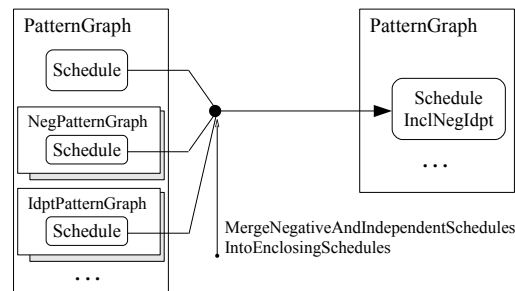 PatternGraph
Schedule
NegPatternGraph
Schedule
IdptPatternGraph
Schedule
...
MergeNegativeAndIndependentSchedules
IntoEnclosingSchedules
PatternGraph
Schedule
InclNegIdpt
...